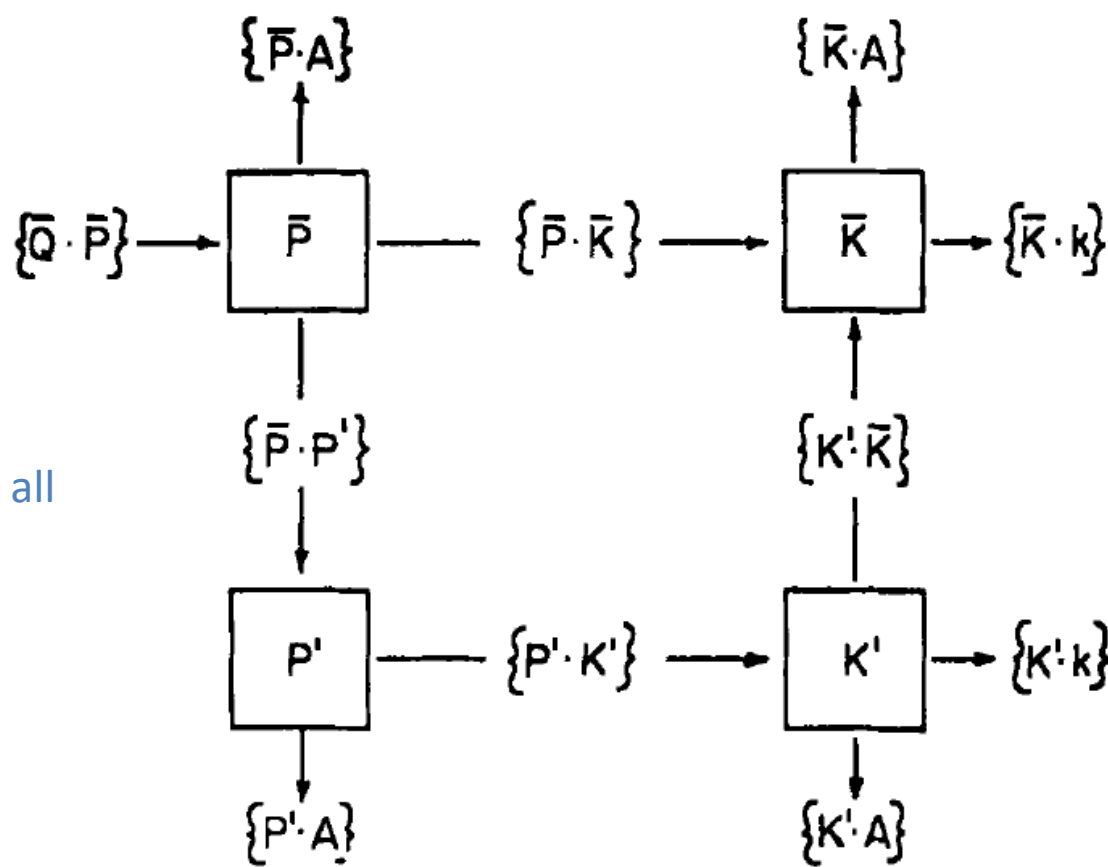 {P̄·A} {K̄·A}
{Q̄·P̄} P̄ {P̄·K̄} K̄ {K̄·k}
{P̄·P'} {K'·K̄}
all
P' {P'·K'} K' {K'·k}
{P'·A} {K'·A}